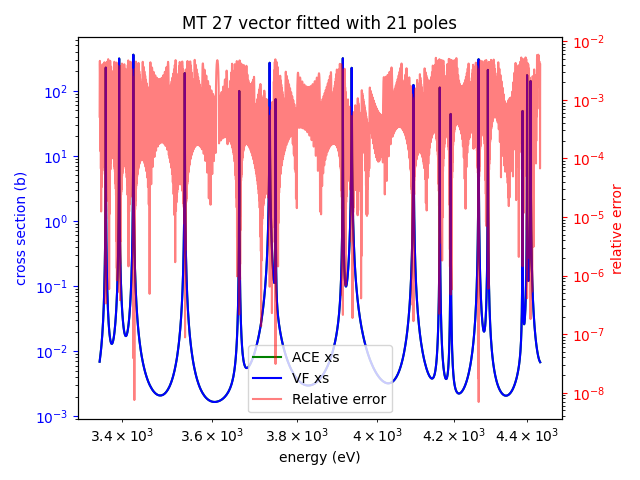 MT 27 vector fitted with 21 poles
cross section (b)
10²
10¹
10⁰
10⁻¹
10⁻²
10⁻³
10⁻²
10⁻³
10⁻⁴
10⁻⁵
10⁻⁶
10⁻⁷
10⁻⁸
relative error
ACE xs
VF xs
Relative error
3.4 × 10³ 3.6 × 10³ 3.8 × 10³ 4 × 10³ 4.2 × 10³ 4.4 × 10³
energy (eV)